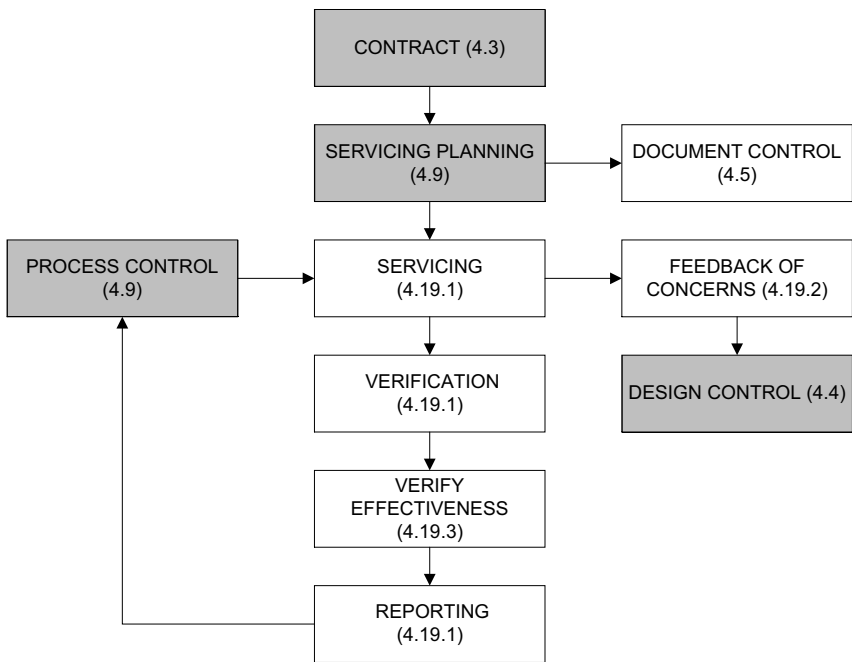 CONTRACT (4.3)
SERVICING PLANNING
(4.9)
DOCUMENT CONTROL
(4.5)
PROCESS CONTROL
(4.9)
SERVICING
(4.19.1)
FEEDBACK OF
CONCERNS (4.19.2)
VERIFICATION
(4.19.1)
DESIGN CONTROL (4.4)
VERIFY
EFFECTIVENESS
(4.19.3)
REPORTING
(4.19.1)